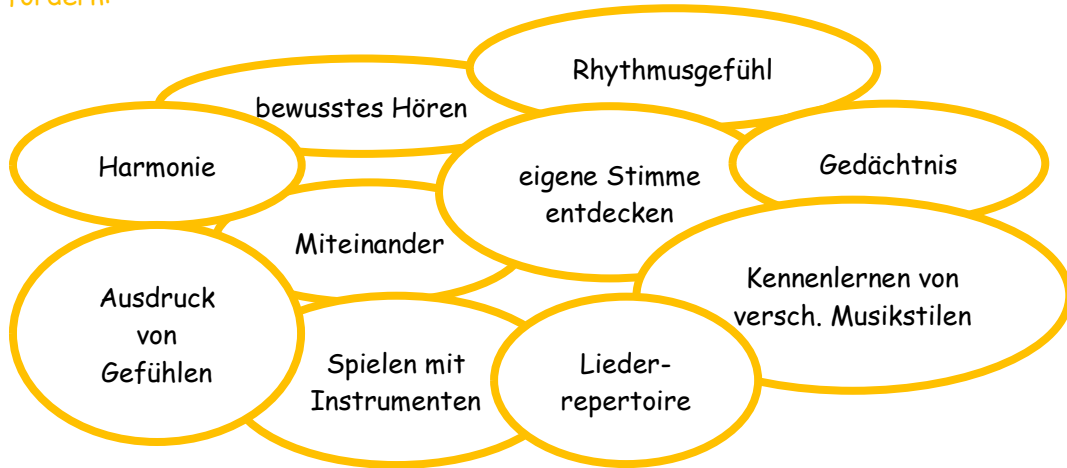 fördern:
Rhythmusgefühl
bewusstes Hören
Harmonie
eigene Stimme
entdecken
Gedächtnis
Miteinander
Kennenlernen von
versch. Musikstilen
Ausdruck
von
Gefühlen
Spielen mit
Instrumenten
Lieder-
repertoire